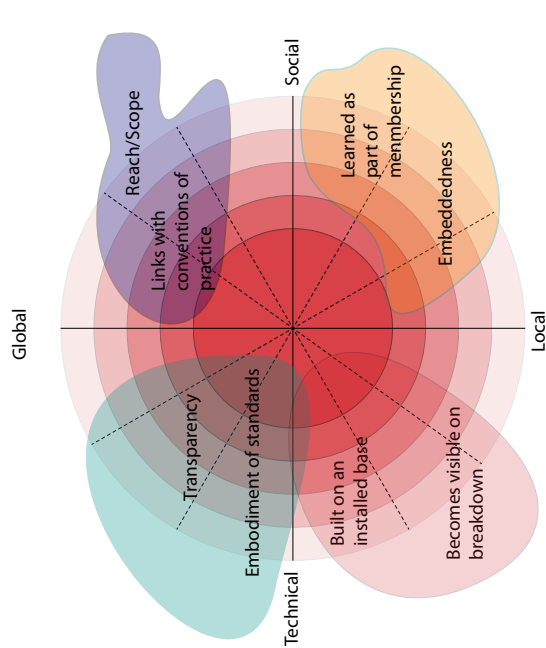 Global
Reach/Scope
Links with
conventions of
practice
Transparency
Embodiment of standards
Technical
Social
Built on an
installed base
Learned as
part of
menmbership
Becomes visible on
breakdown
Embeddedness
Local